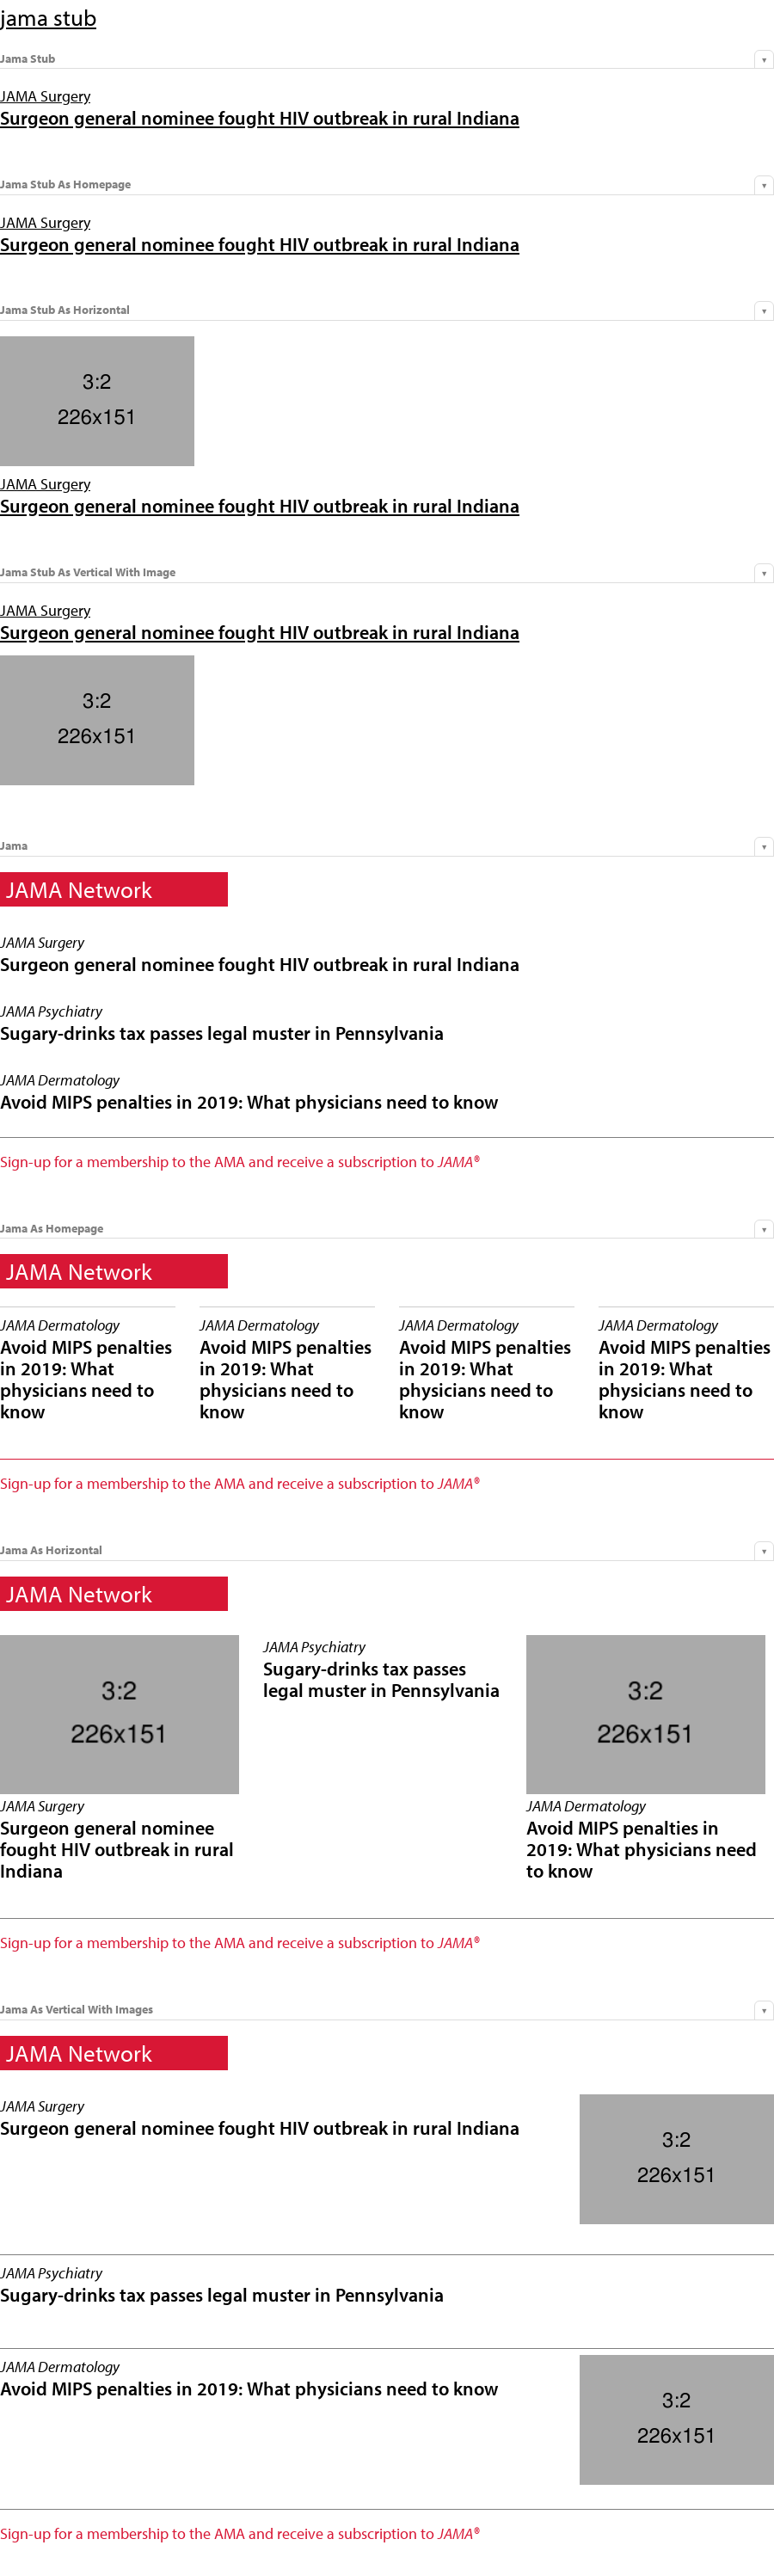 jama stub
Jama Stub
JAMA Surgery
Surgeon general nominee fought HIV outbreak in rural Indiana
Jama Stub As Homepage
JAMA Surgery
Surgeon general nominee fought HIV outbreak in rural Indiana
Jama Stub As Horizontal
3:2
226x151
JAMA Surgery
Surgeon general nominee fought HIV outbreak in rural Indiana
Jama Stub As Vertical With Image
JAMA Surgery
Surgeon general nominee fought HIV outbreak in rural Indiana
3:2
226x151
Jama
JAMA Network
JAMA Surgery
Surgeon general nominee fought HIV outbreak in rural Indiana
JAMA Psychiatry
Sugary-drinks tax passes legal muster in Pennsylvania
JAMA Dermatology
Avoid MIPS penalties in 2019: What physicians need to know
Sign-up for a membership to the AMA and receive a subscription to JAMA®
Jama As Homepage
JAMA Network
JAMA Dermatology
Avoid MIPS penalties
in 2019: What
physicians need to
know
JAMA Dermatology
Avoid MIPS penalties
in 2019: What
physicians need to
know
JAMA Dermatology
Avoid MIPS penalties
in 2019: What
physicians need to
know
JAMA Dermatology
Avoid MIPS penalties
in 2019: What
physicians need to
know
Sign-up for a membership to the AMA and receive a subscription to JAMA®
Jama As Horizontal
JAMA Network
3:2
226x151
JAMA Surgery
Surgeon general nominee
fought HIV outbreak in rural
Indiana
JAMA Psychiatry
Sugary-drinks tax passes
legal muster in Pennsylvania
3:2
226x151
JAMA Dermatology
Avoid MIPS penalties in
2019: What physicians need
to know
Sign-up for a membership to the AMA and receive a subscription to JAMA®
Jama As Vertical With Images
JAMA Network
JAMA Surgery
Surgeon general nominee fought HIV outbreak in rural Indiana
3:2
226x151
JAMA Psychiatry
Sugary-drinks tax passes legal muster in Pennsylvania
JAMA Dermatology
Avoid MIPS penalties in 2019: What physicians need to know
3:2
226x151
Sign-up for a membership to the AMA and receive a subscription to JAMA®